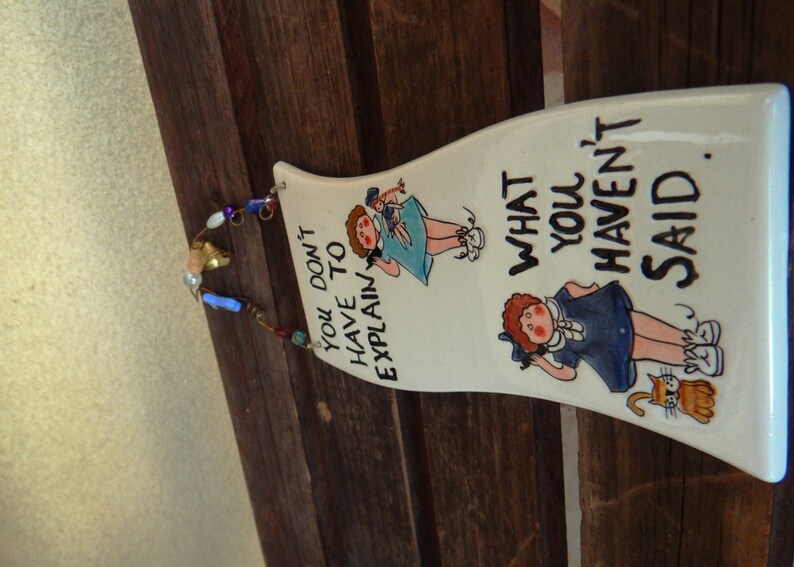 YOU DON'T
HAVE TO
EXPLAIN
WHAT
YOU
HAVEN'T
SAID.